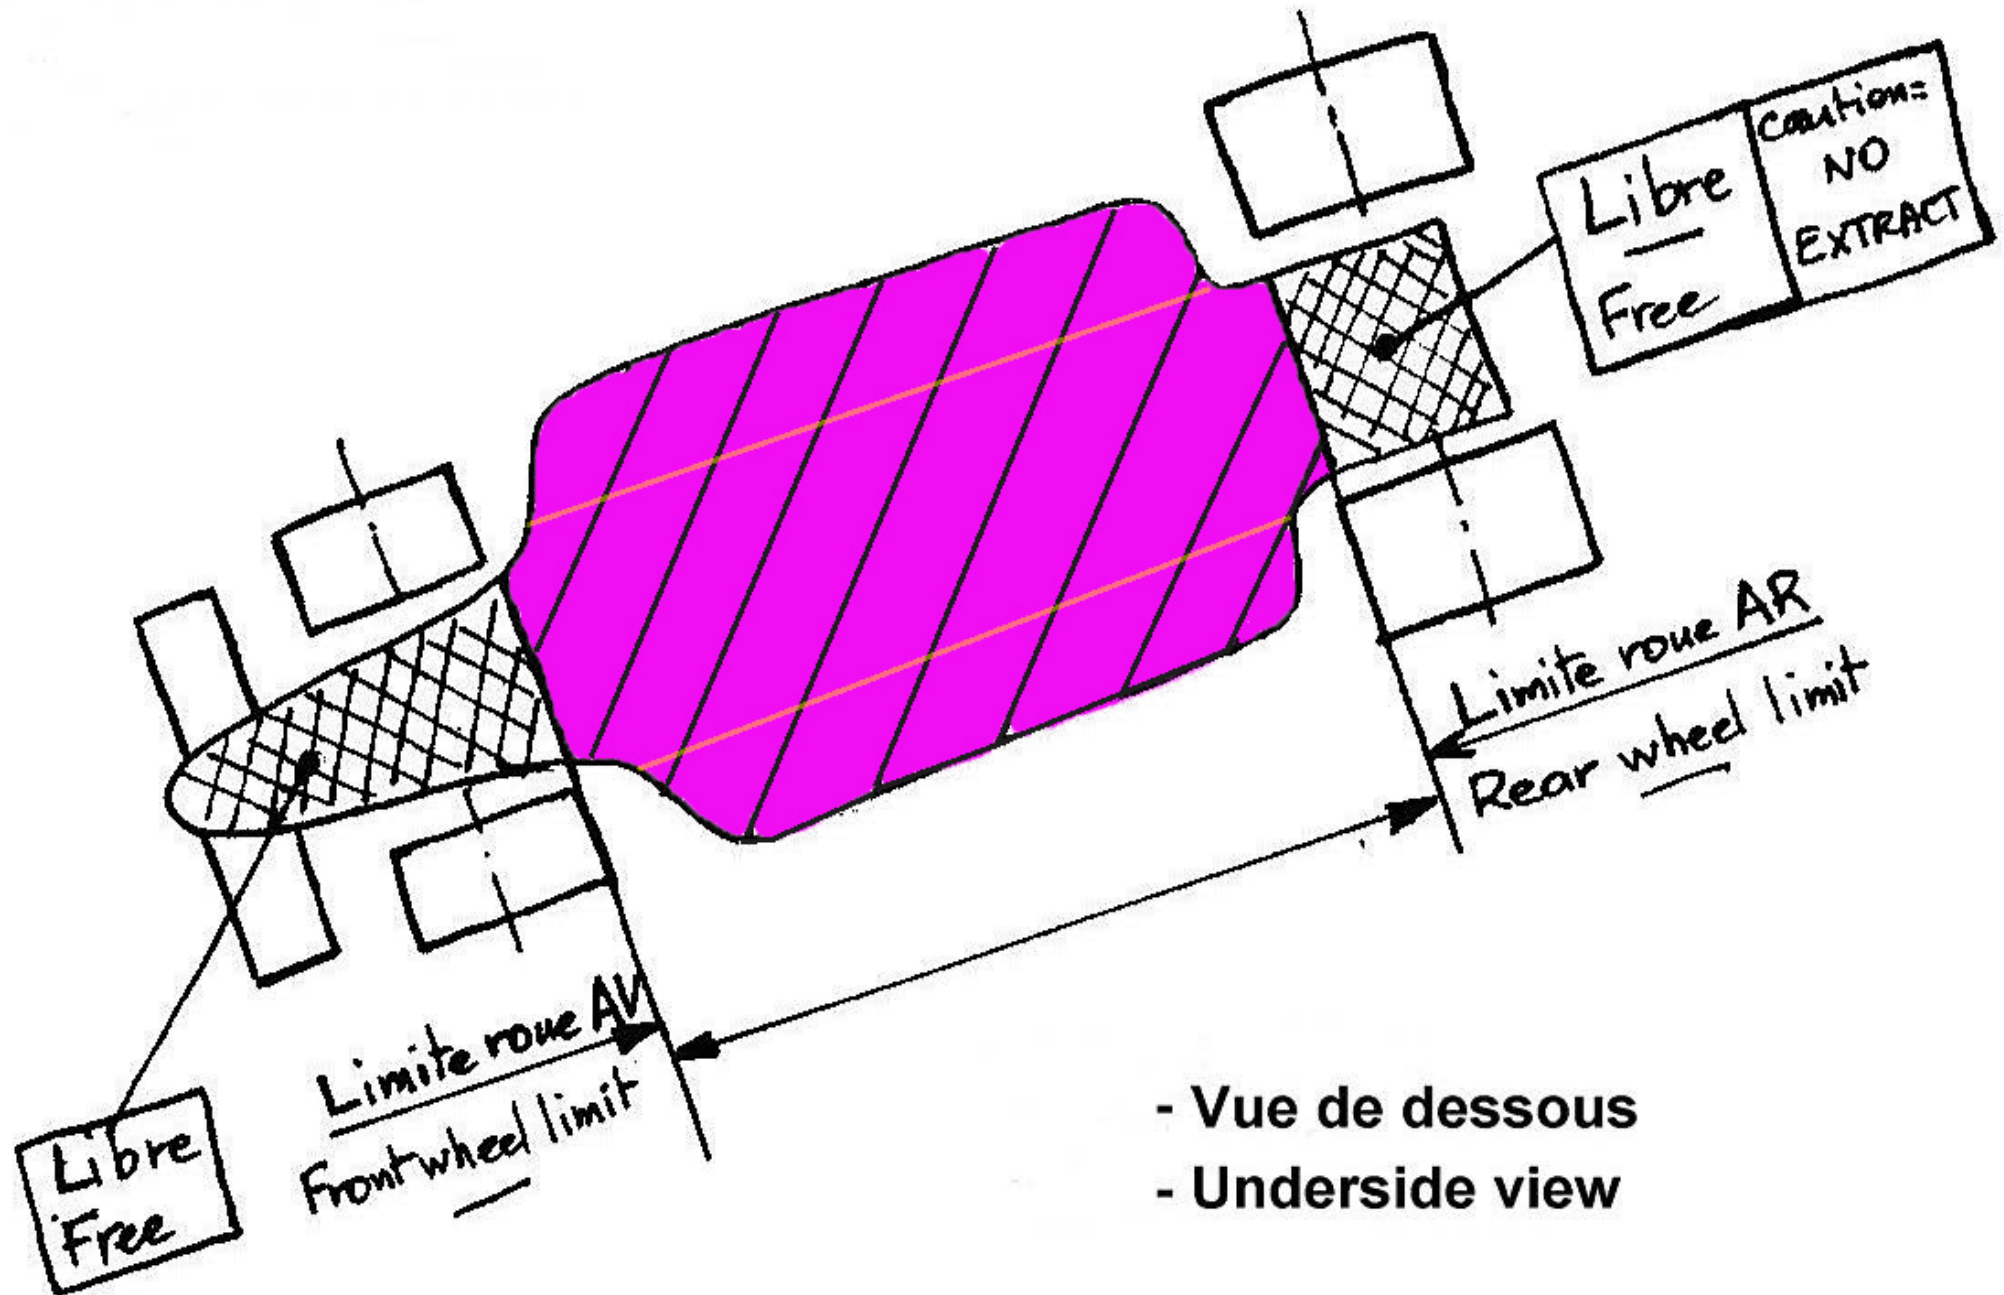 Libre
Free
caution=
NO
EXTRACT
Limite roue AR
Rear wheel limit
Limite roue AV
Front wheel limit
Libre
Free
- Vue de dessous
- Underside view